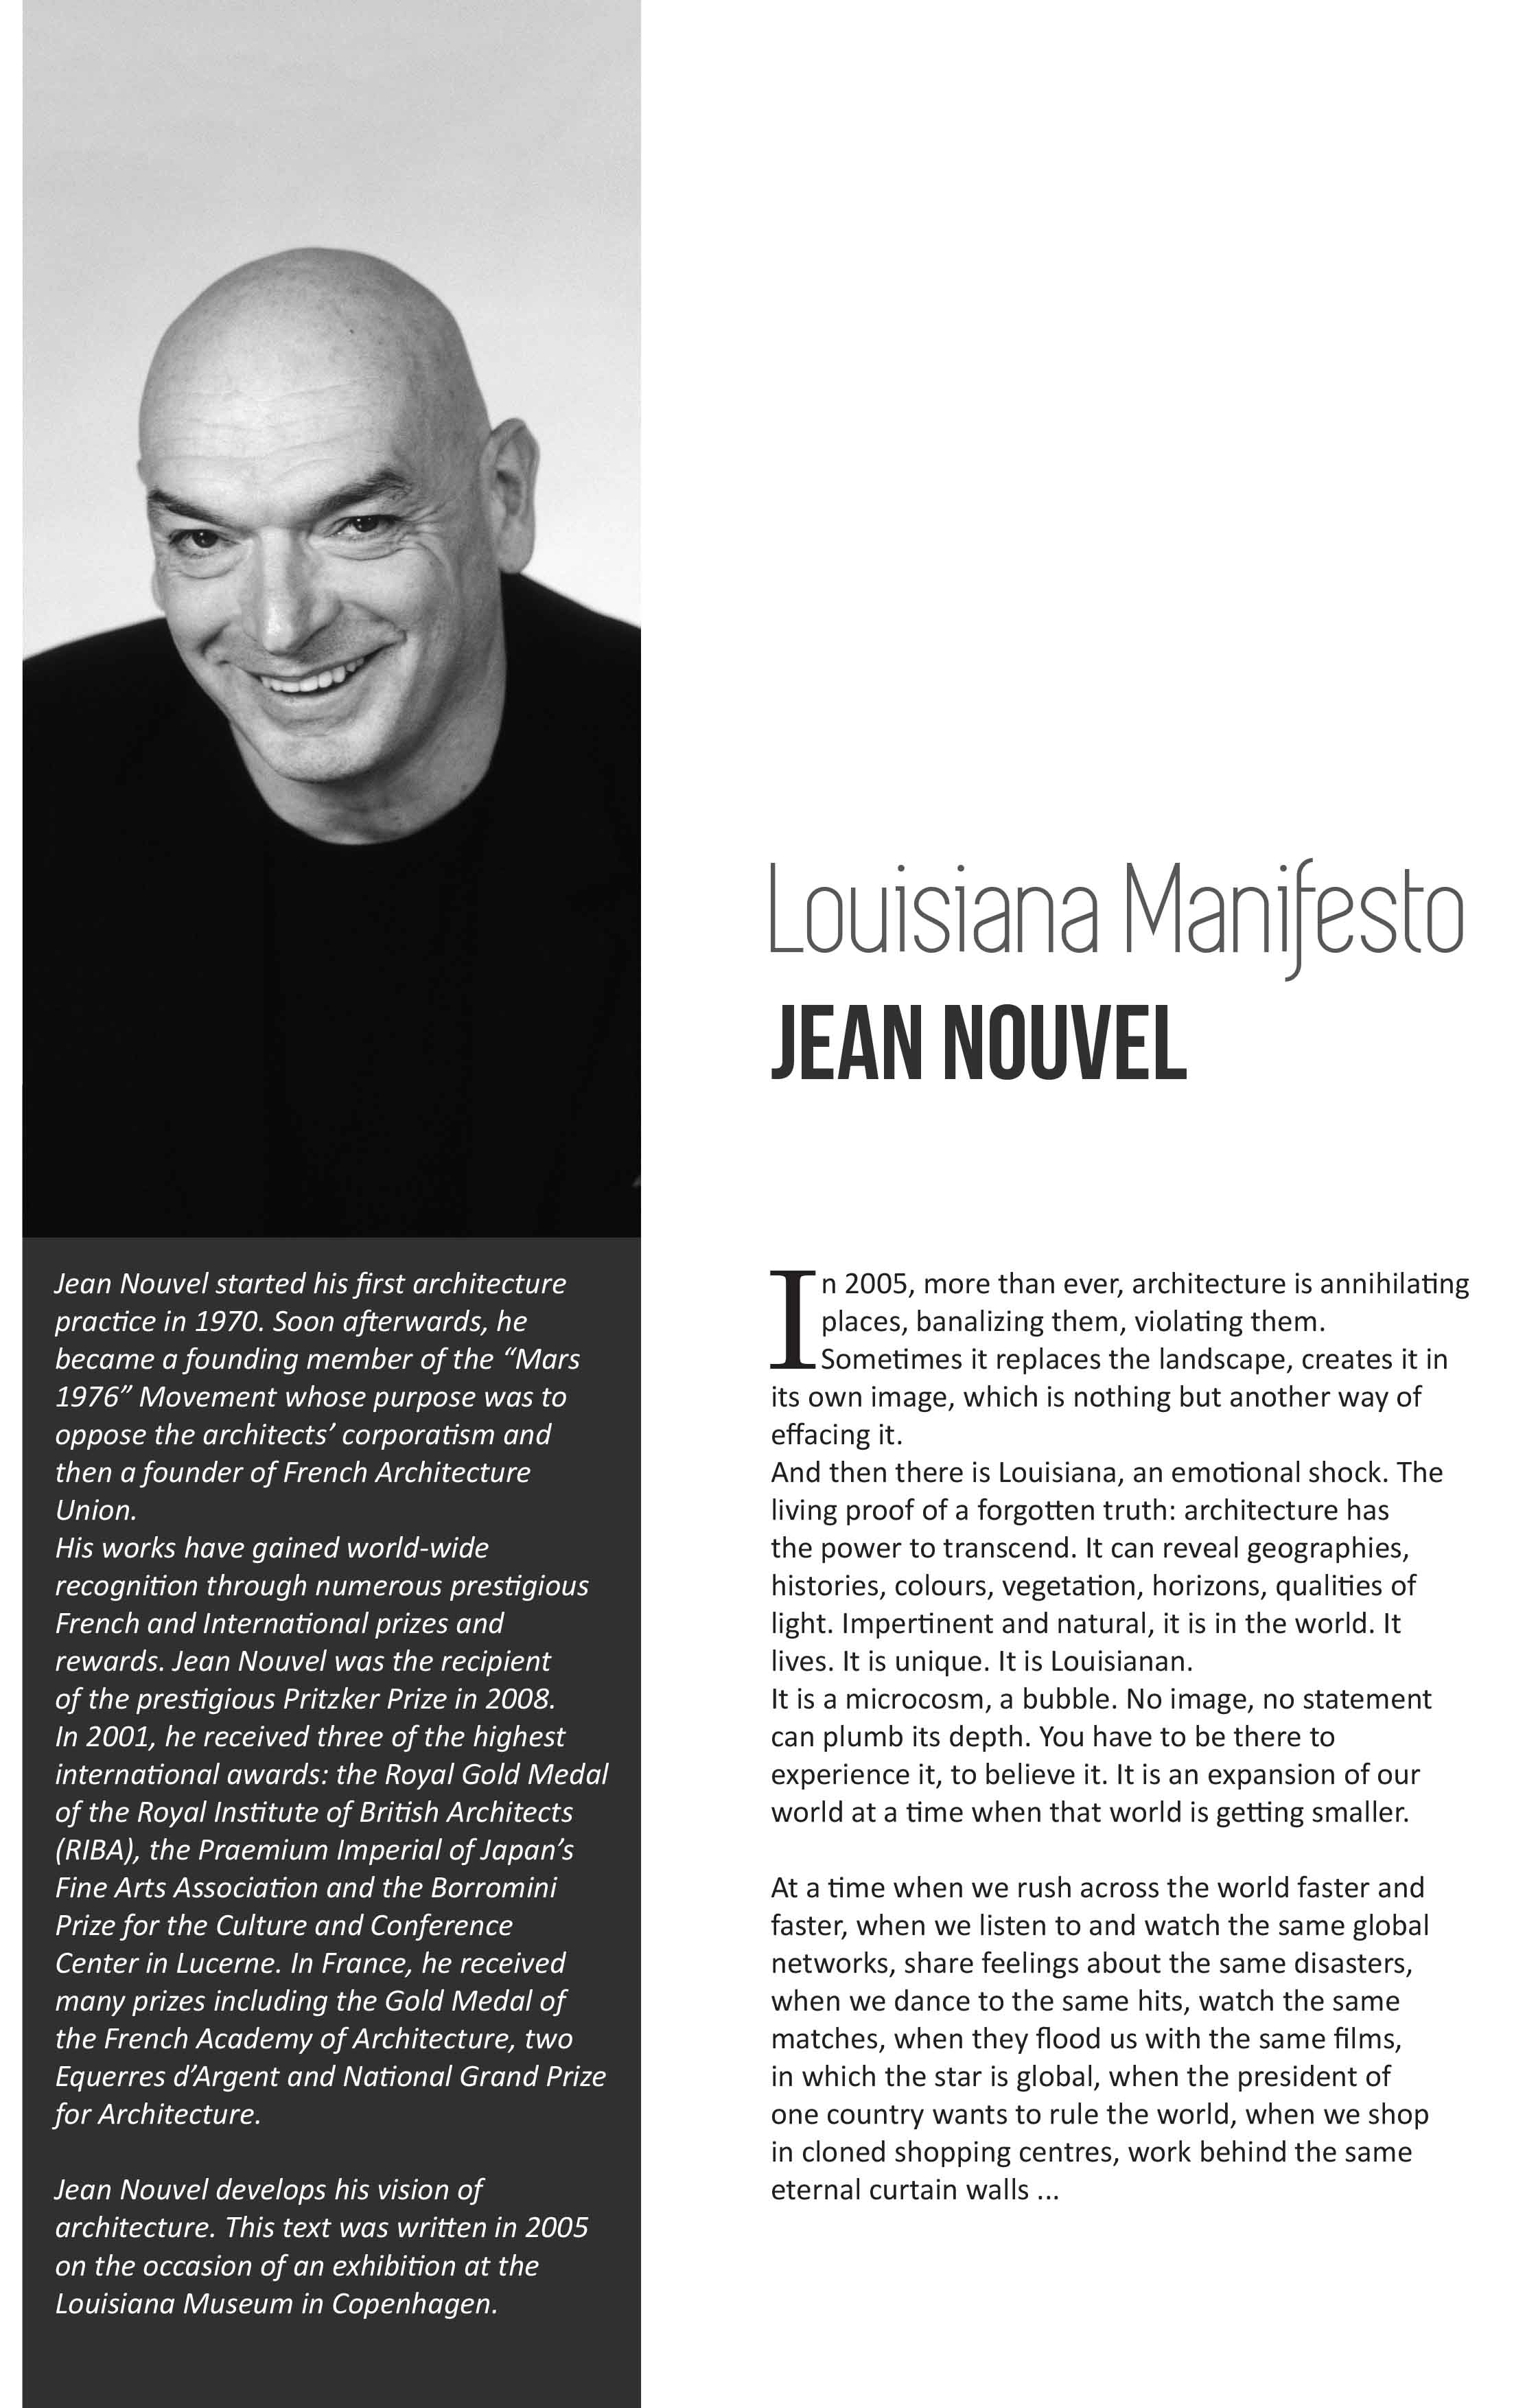 Louisiana Manifesto
JEAN NOUVEL
Jean Nouvel started his first architecture
practice in 1970. Soon afterwards, he
became a founding member of the “Mars
1976” Movement whose purpose was to
oppose the architects’ corporatism and
then a founder of French Architecture
Union.
His works have gained world-wide
recognition through numerous prestigious
French and International prizes and
rewards. Jean Nouvel was the recipient
of the prestigious Pritzker Prize in 2008.
In 2001, he received three of the highest
international awards: the Royal Gold Medal
of the Royal Institute of British Architects
(RIBA), the Praemium Imperial of Japan’s
Fine Arts Association and the Borromini
Prize for the Culture and Conference
Center in Lucerne. In France, he received
many prizes including the Gold Medal of
the French Academy of Architecture, two
Equerres d’Argent and National Grand Prize
for Architecture.
Jean Nouvel develops his vision of
architecture. This text was written in 2005
on the occasion of an exhibition at the
Louisiana Museum in Copenhagen.
In 2005, more than ever, architecture is annihilating
places, banalizing them, violating them.
Sometimes it replaces the landscape, creates it in
its own image, which is nothing but another way of
effacing it.
And then there is Louisiana, an emotional shock. The
living proof of a forgotten truth: architecture has
the power to transcend. It can reveal geographies,
histories, colours, vegetation, horizons, qualities of
light. Impertinent and natural, it is in the world. It
lives. It is unique. It is Louisianan.
It is a microcosm, a bubble. No image, no statement
can plumb its depth. You have to be there to
experience it, to believe it. It is an expansion of our
world at a time when that world is getting smaller.
At a time when we rush across the world faster and
faster, when we listen to and watch the same global
networks, share feelings about the same disasters,
when we dance to the same hits, watch the same
matches, when they flood us with the same films,
in which the star is global, when the president of
one country wants to rule the world, when we shop
in cloned shopping centres, work behind the same
eternal curtain walls ...